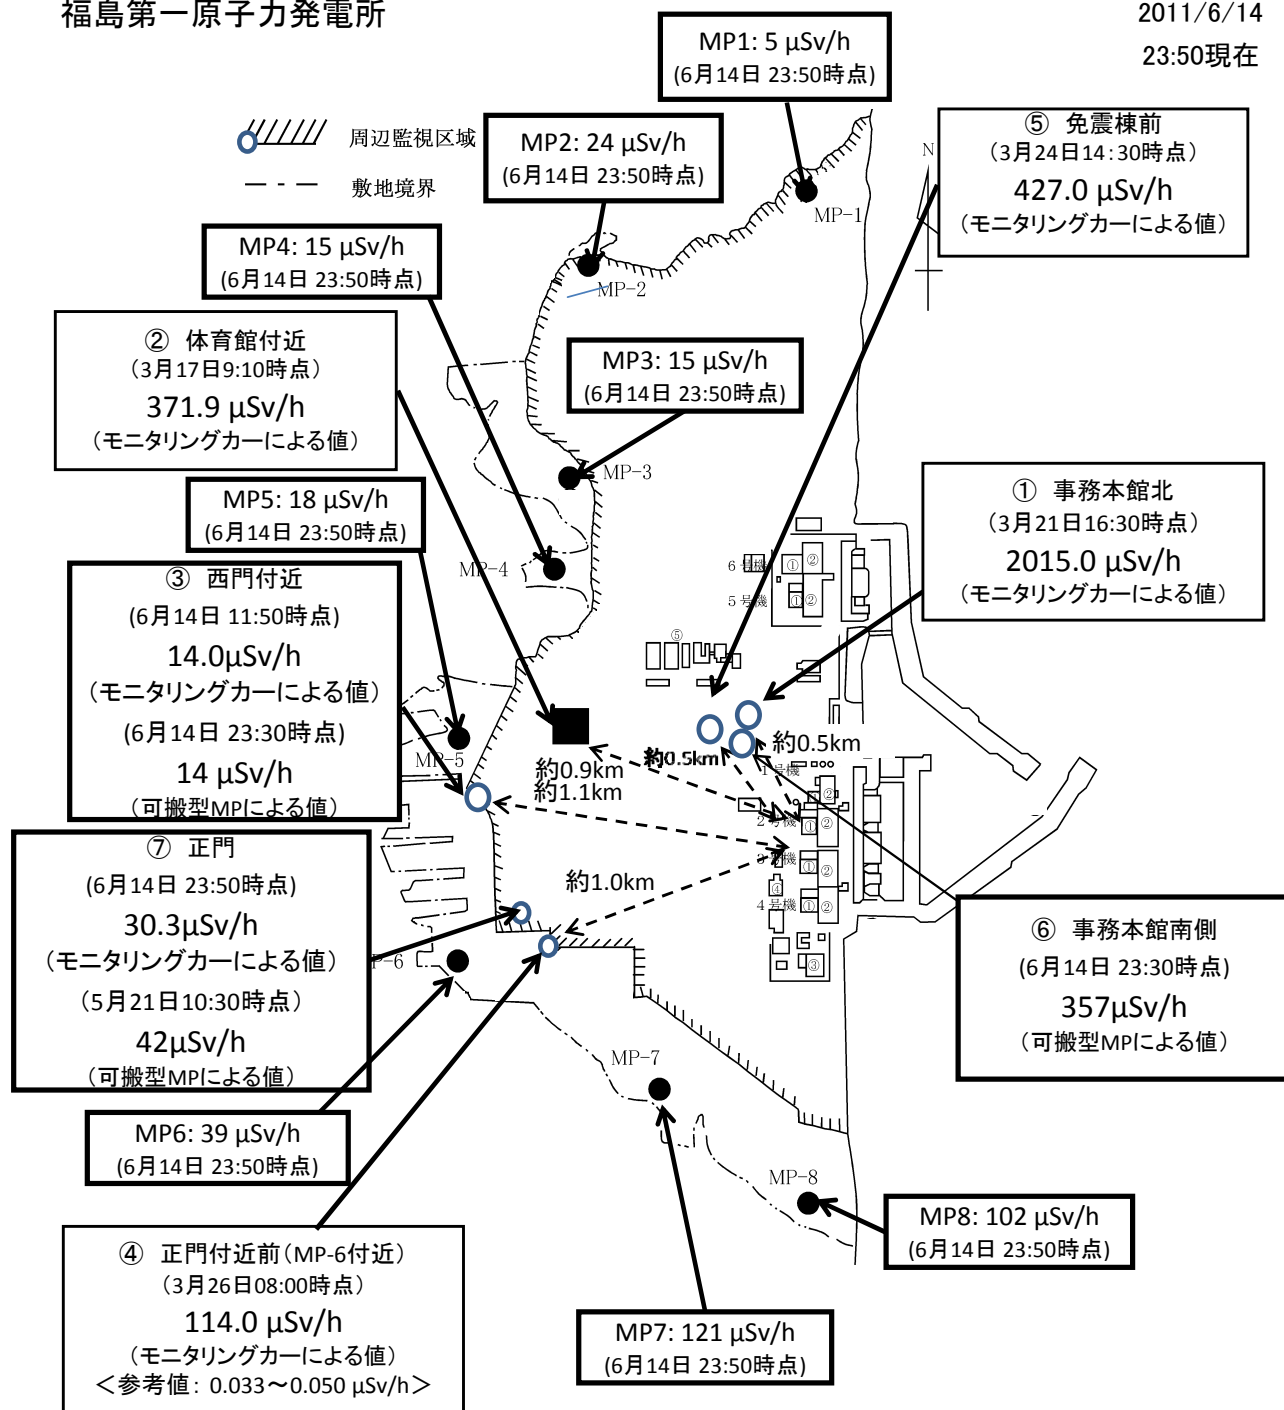 福島第一原子力発電所
2011/6/14
23:50現在
周辺監視区域
敷地境界
MP1: 5 μSv/h
(6月14日 23:50時点)
MP2: 24 μSv/h
(6月14日 23:50時点)
⑤ 免震棟前
(3月24日14:30時点)
427.0 μSv/h
(モニタリングカーによる値)
N
MP-1
MP4: 15 μSv/h
(6月14日 23:50時点)
MP-2
② 体育館付近
(3月17日9:10時点)
371.9 μSv/h
(モニタリングカーによる値)
MP3: 15 μSv/h
(6月14日 23:50時点)
MP-3
MP5: 18 μSv/h
(6月14日 23:50時点)
① 事務本館北
(3月21日16:30時点)
2015.0 μSv/h
(モニタリングカーによる値)
MP-4
6号機
①
②
5号機
①
②
③ 西門付近
(6月14日 11:50時点)
14.0μSv/h
(モニタリングカーによる値)
(6月14日 23:30時点)
14 μSv/h
(可搬型MPによる値)
⑤
MP-5
約0.9km
約1.1km
約0.5km
約0.5km
1号機
①
②
2号機
①
②
3号機
①
②
④
4号機
①
②
③
約1.0km
⑦ 正門
(6月14日 23:50時点)
30.3μSv/h
(モニタリングカーによる値)
(5月21日10:30時点)
42μSv/h
(可搬型MPによる値)
P-6
⑥ 事務本館南側
(6月14日 23:30時点)
357μSv/h
(可搬型MPによる値)
MP-7
MP6: 39 μSv/h
(6月14日 23:50時点)
MP-8
MP8: 102 μSv/h
(6月14日 23:50時点)
④ 正門付近前(MP-6付近)
(3月26日08:00時点)
114.0 μSv/h
(モニタリングカーによる値)
<参考値: 0.033~0.050 μSv/h>
MP7: 121 μSv/h
(6月14日 23:50時点)